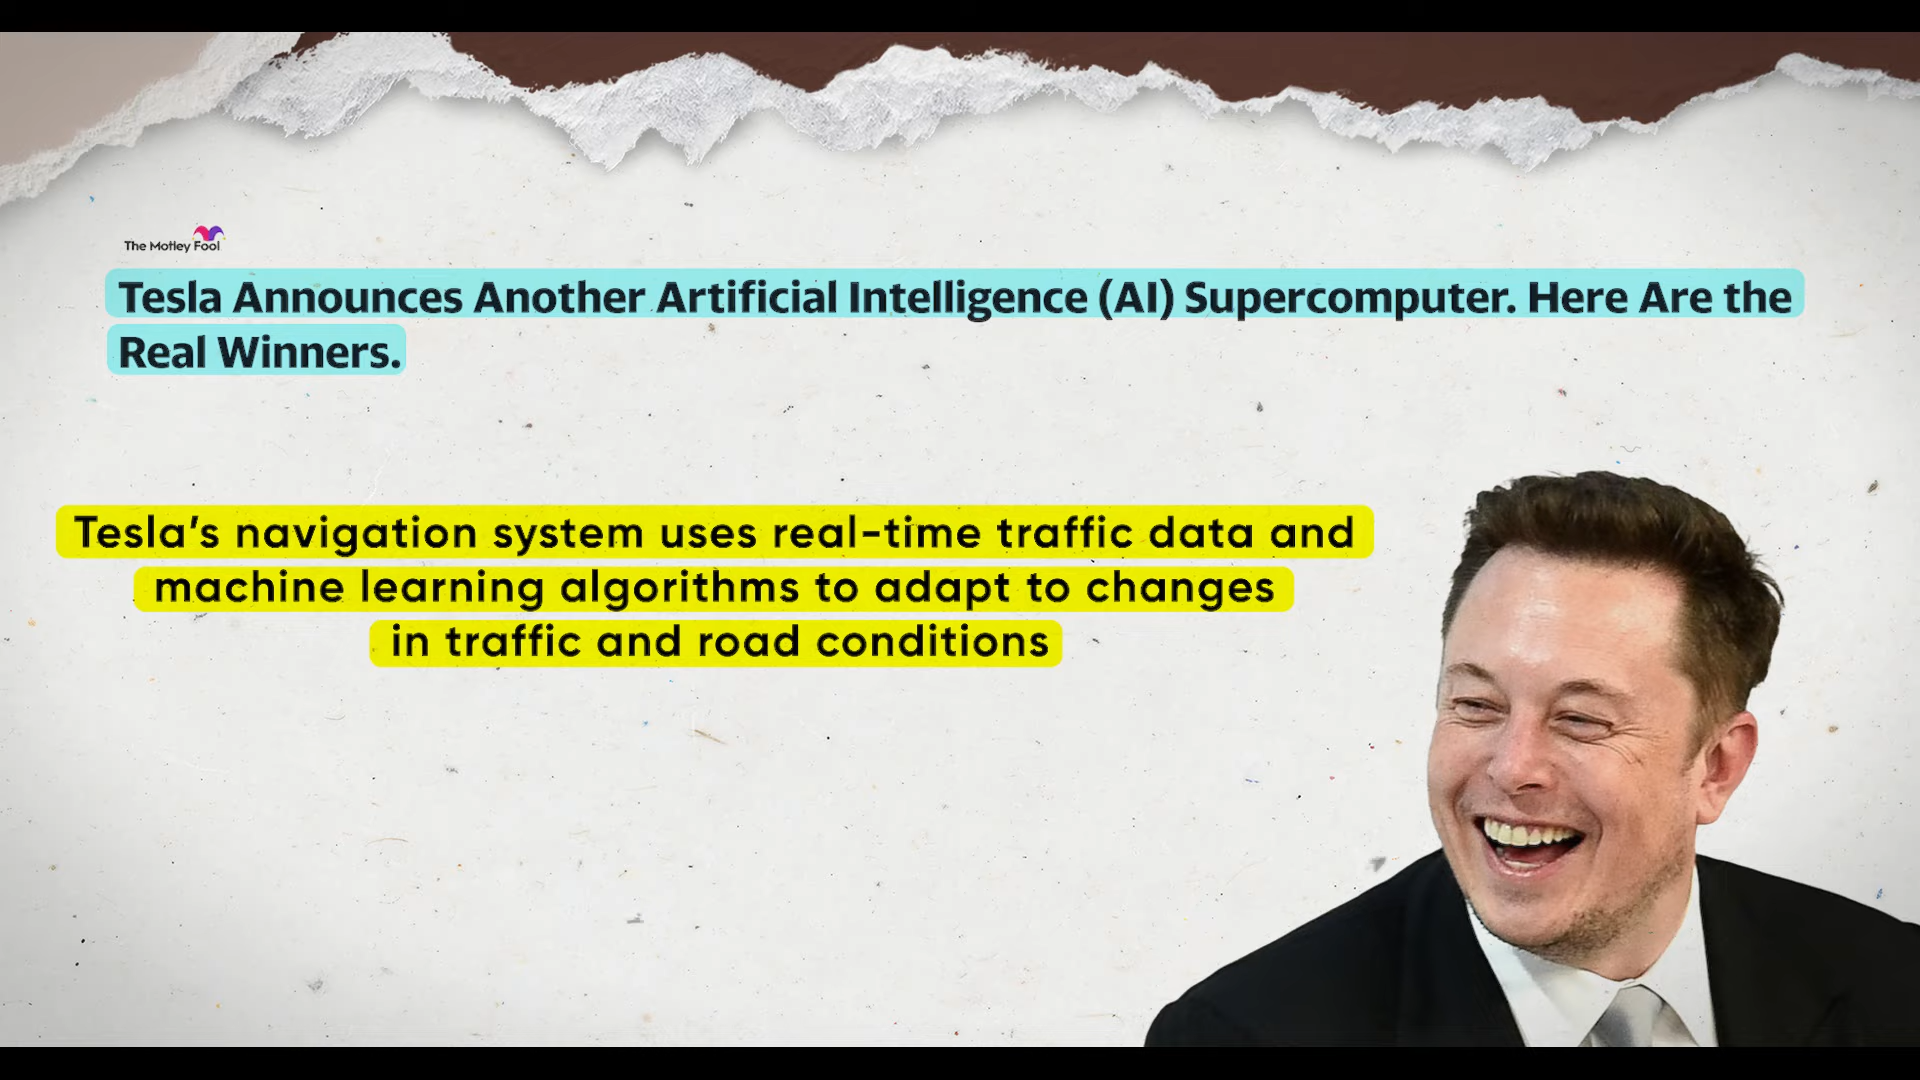 The Motley Fool
Tesla Announces Another Artificial Intelligence (AI) Supercomputer. Here Are the
Real Winners.
Tesla’s navigation system uses real-time traffic data and
machine learning algorithms to adapt to changes
in traffic and road conditions